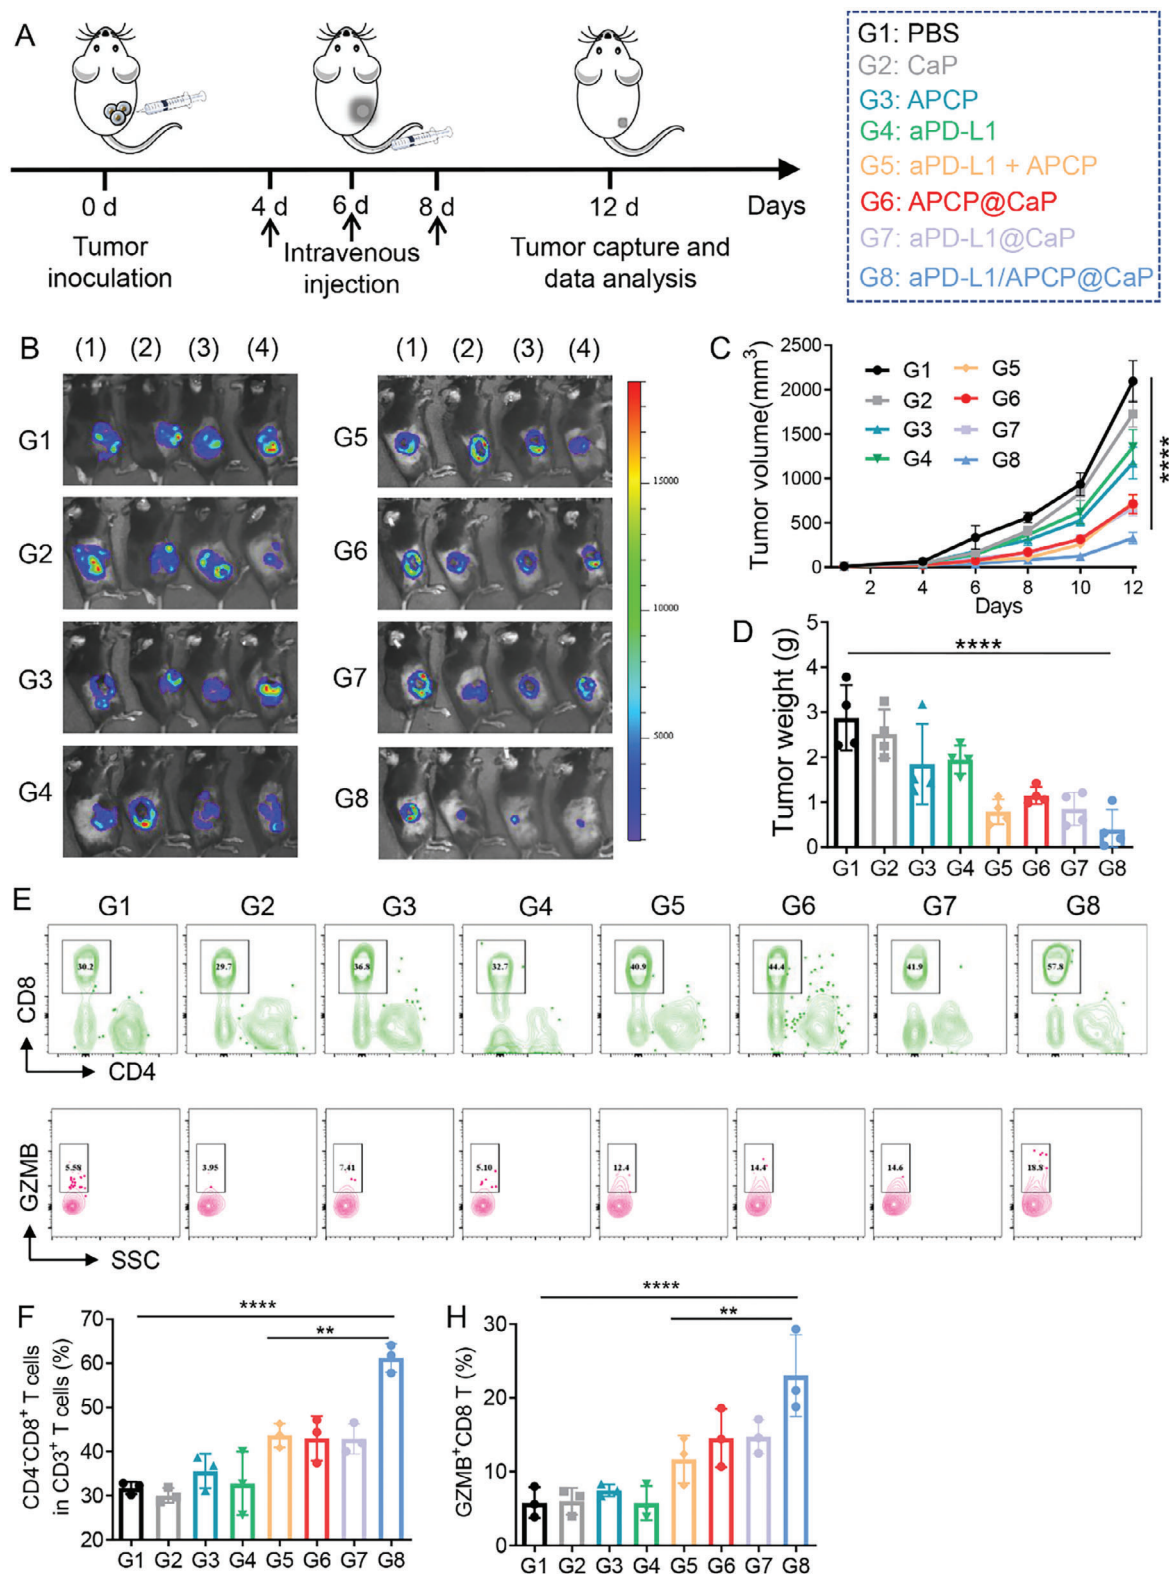 A
0 d
4 d
6 d
8 d
12 d
Days
Tumor
inoculation
Intravenous
injection
Tumor capture and
data analysis
G1: PBS
G2: CaP
G3: APCP
G4: aPD-L1
G5: aPD-L1 + APCP
G6: APCP@CaP
G7: aPD-L1@CaP
G8: aPD-L1/APCP@CaP
B
(1) (2) (3) (4)
(1) (2) (3) (4)
G1
G2
G3
G4
G5
G6
G7
G8
15000
10000
5000
C
Tumor volume(mm³)
2500
2000
1500
1000
500
0
2 4 6 8 10 12
Days
G1
G2
G3
G4
G5
G6
G7
G8
****
D
Tumor weight (g)
5
4
3
2
1
0
****
G1 G2 G3 G4 G5 G6 G7 G8
E
G1 G2 G3 G4 G5 G6 G7 G8
CD8
CD4
30.2 29.7 36.8 32.7 40.9 44.4 41.9 57.8
GZMB
SSC
5.58 3.95 7.41 5.10 12.4 14.4 14.6 18.8
F
CD4⁻CD8⁺ T cells
in CD3⁺ T cells (%)
70
60
50
40
30
20
****
**
G1 G2 G3 G4 G5 G6 G7 G8
H
GZMB⁺CD8 T (%)
30
20
10
0
****
**
G1 G2 G3 G4 G5 G6 G7 G8